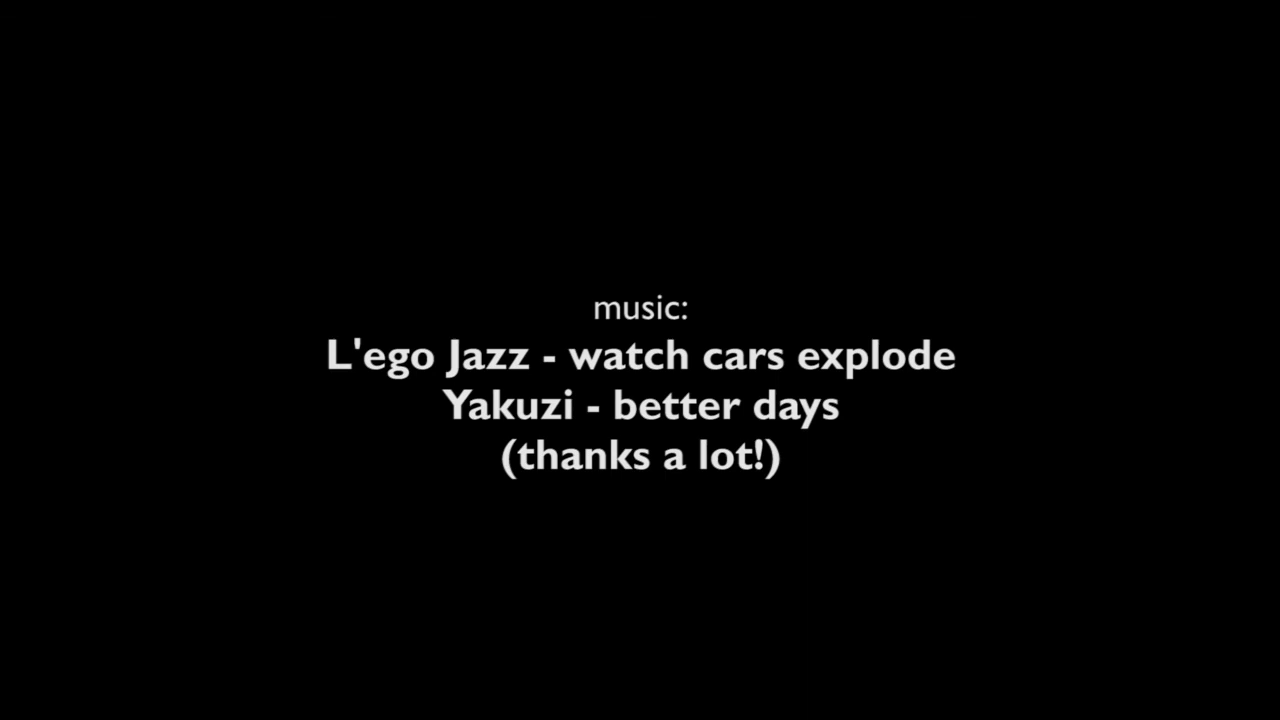 music:
L'ego Jazz - watch cars explode
Yakuzi - better days
(thanks a lot!)